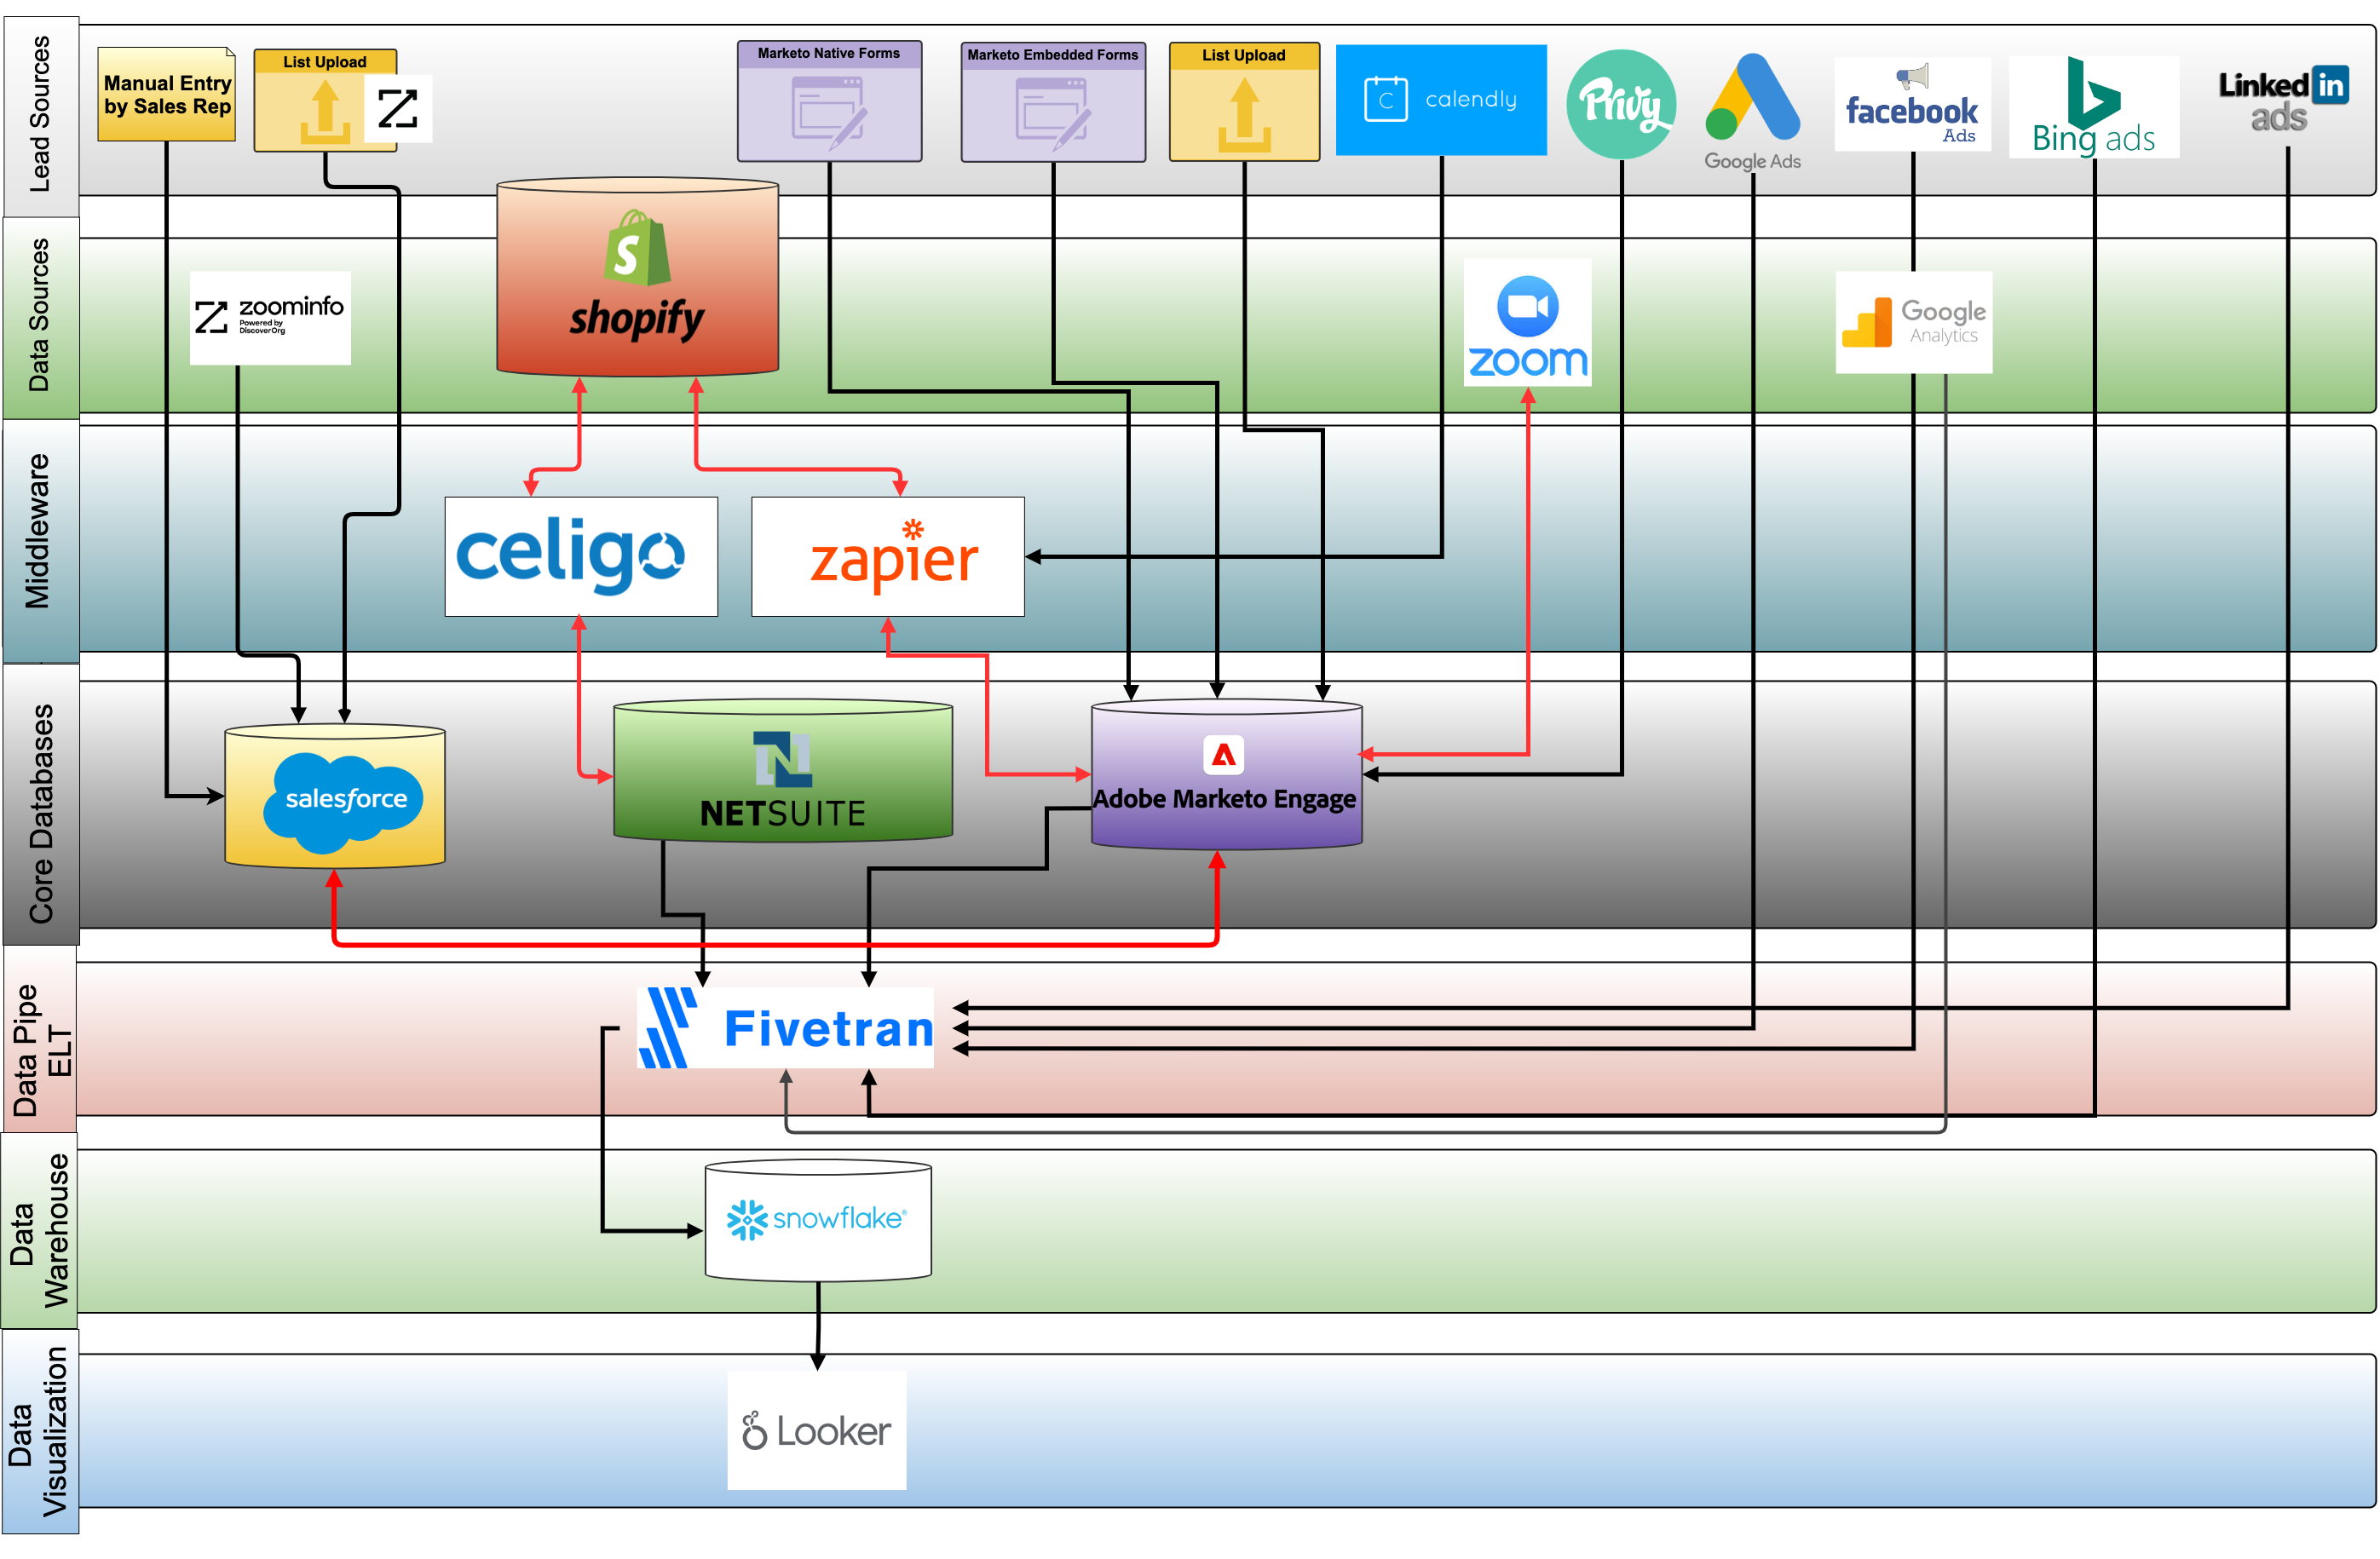 Lead Sources
Manual Entry
by Sales Rep
List Upload
Marketo Native Forms
Marketo Embedded Forms
List Upload
C calendly
Privy
Google Ads
facebook
Ads
Bing ads
Linked in
ads
Data Sources
zoominfo
Powered by
DiscoverOrg
S
shopify
zoom
Google
Analytics
Middleware
celigo
zapier
Core Databases
salesforce
N
NETSUITE
Adobe Marketo Engage
Data Pipe
ELT
Fivetran
Data
Warehouse
snowflake®
Data
Visualization
Looker